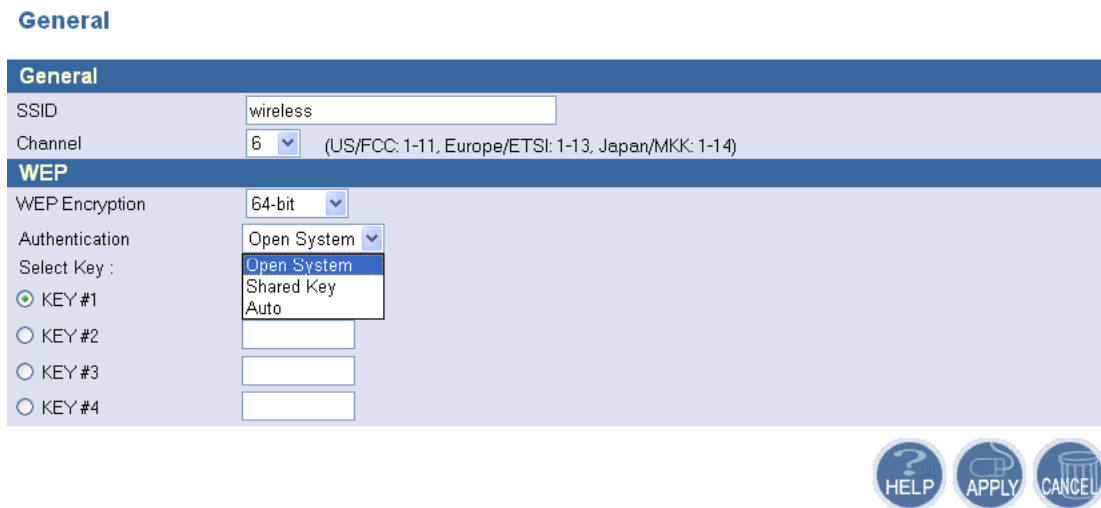 General
General
SSID wireless
Channel 6 (US/FCC: 1-11, Europe/ETSI: 1-13, Japan/MKK: 1-14)
WEP
WEP Encryption 64-bit
Authentication Open System
Select Key : Open System
Shared Key
KEY #1 Auto
KEY #2
KEY #3
KEY #4
HELP APPLY CANCEL